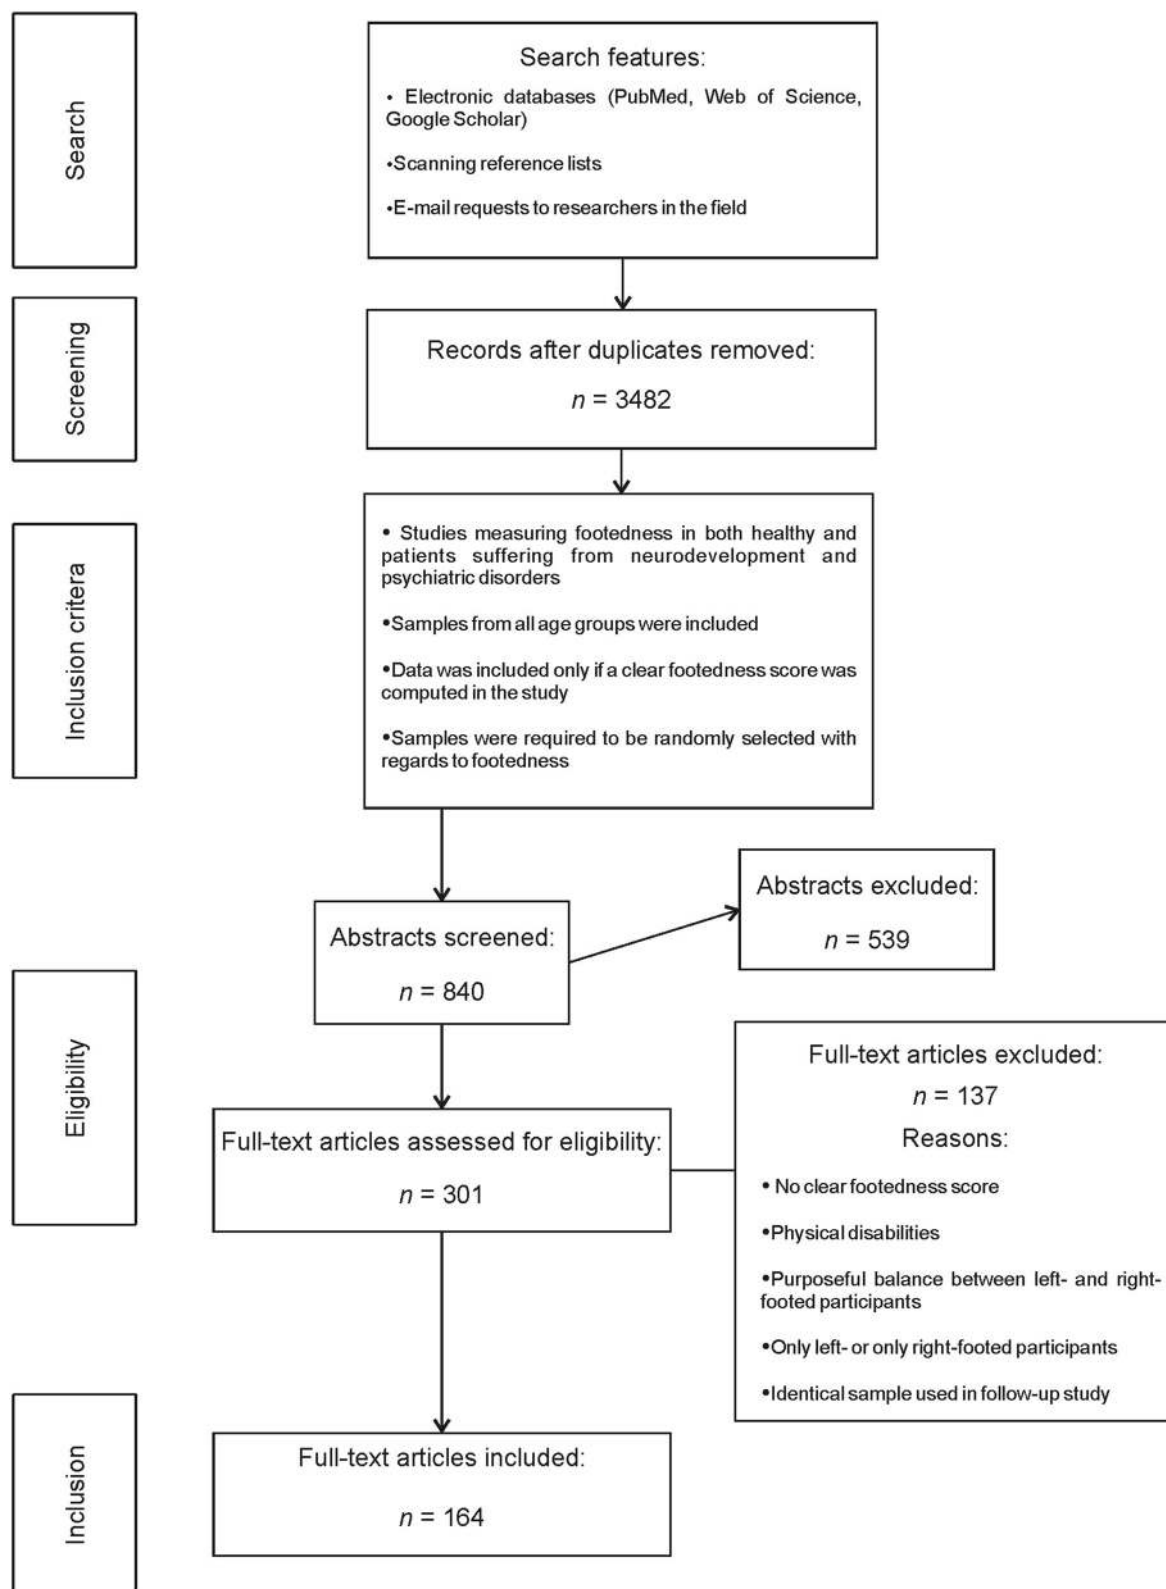 Search
Search features:
• Electronic databases (PubMed, Web of Science,
Google Scholar)
•Scanning reference lists
•E-mail requests to researchers in the field
Screening
Records after duplicates removed:
n = 3482
Inclusion critera
• Studies measuring footedness in both healthy and
patients suffering from neurodevelopment and
psychiatric disorders
•Samples from all age groups were included
•Data was included only if a clear footedness score was
computed in the study
•Samples were required to be randomly selected with
regards to footedness
Abstracts screened:
n = 840
Abstracts excluded:
n = 539
Eligibility
Full-text articles assessed for eligibility:
n = 301
Full-text articles excluded:
n = 137
Reasons:
• No clear footedness score
•Physical disabilities
•Purposeful balance between left- and right-
footed participants
•Only left- or only right-footed participants
•Identical sample used in follow-up study
Inclusion
Full-text articles included:
n = 164